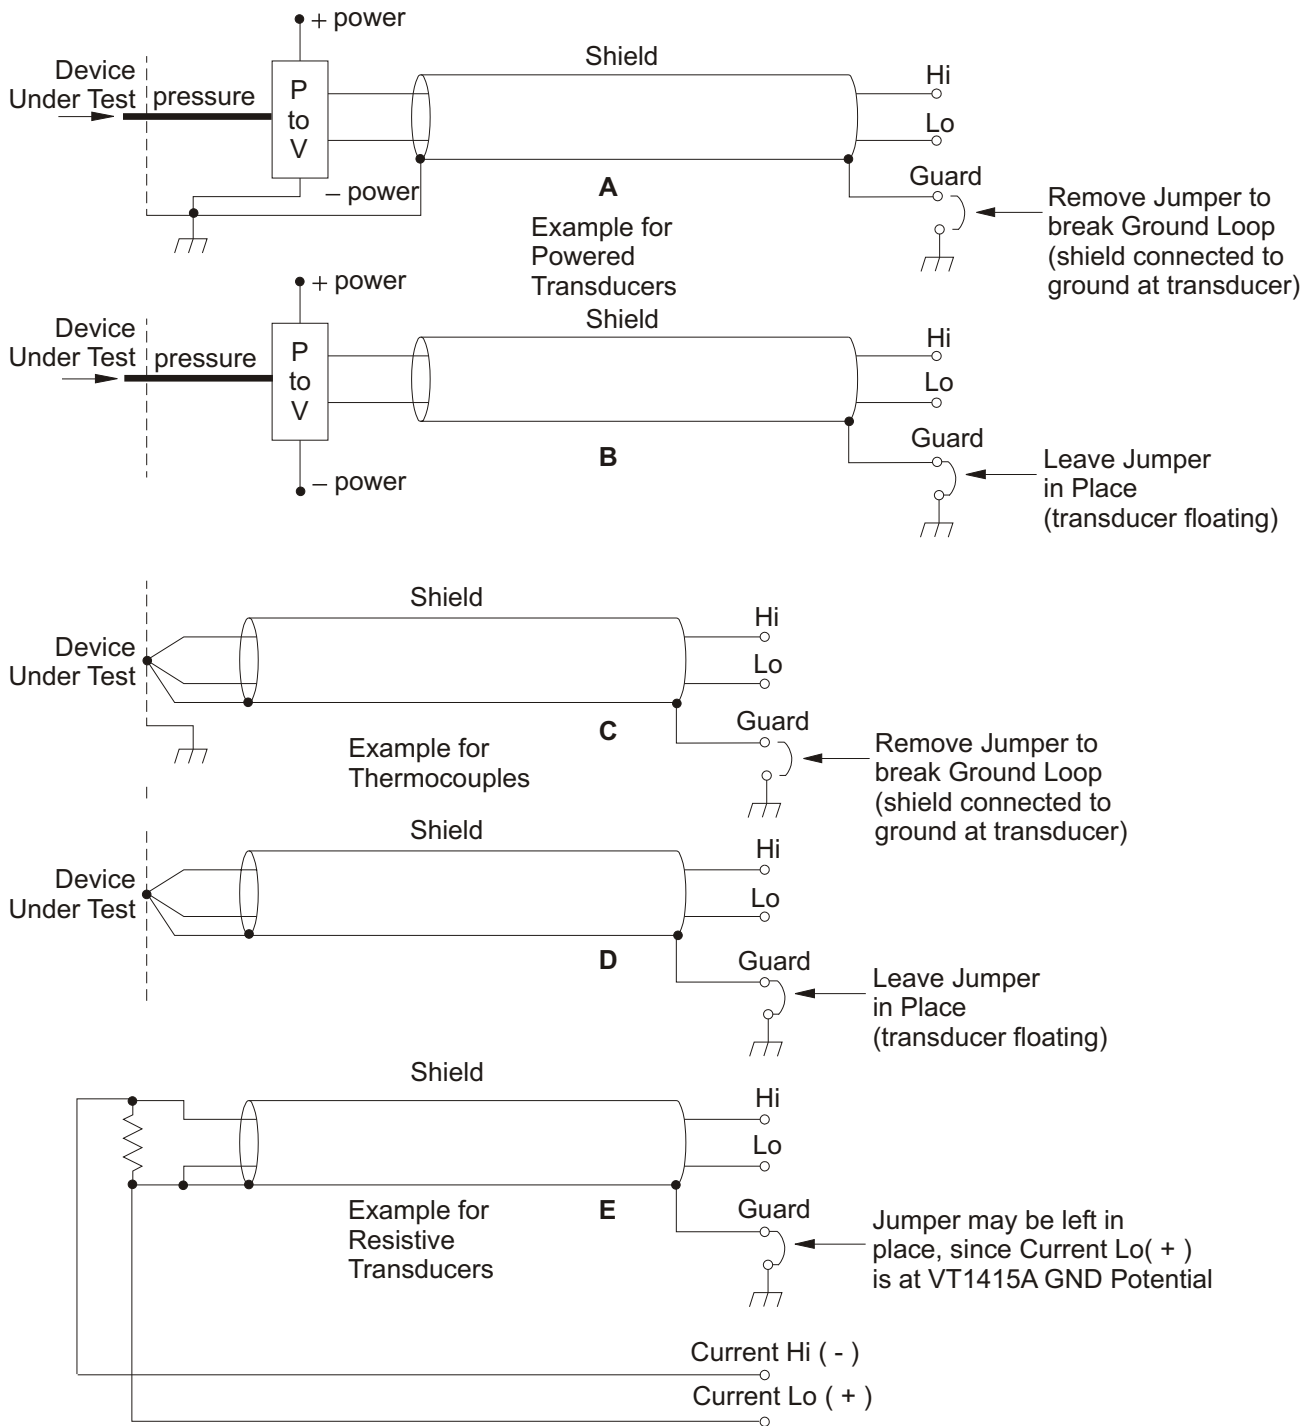 + power
Shield
Device
Under Test
pressure
P
to
V
Hi
Lo
– power
A
Guard
Example for
Powered
Transducers
Remove Jumper to
break Ground Loop
(shield connected to
ground at transducer)
+ power
Shield
Device
Under Test
pressure
P
to
V
Hi
Lo
– power
B
Guard
Leave Jumper
in Place
(transducer floating)
Shield
Device
Under Test
Hi
Lo
C
Guard
Example for
Thermocouples
Remove Jumper to
break Ground Loop
(shield connected to
ground at transducer)
Shield
Device
Under Test
Hi
Lo
D
Guard
Leave Jumper
in Place
(transducer floating)
Shield
Hi
Lo
E
Guard
Example for
Resistive
Transducers
Jumper may be left in
place, since Current Lo( + )
is at VT1415A GND Potential
Current Hi ( - )
Current Lo ( + )